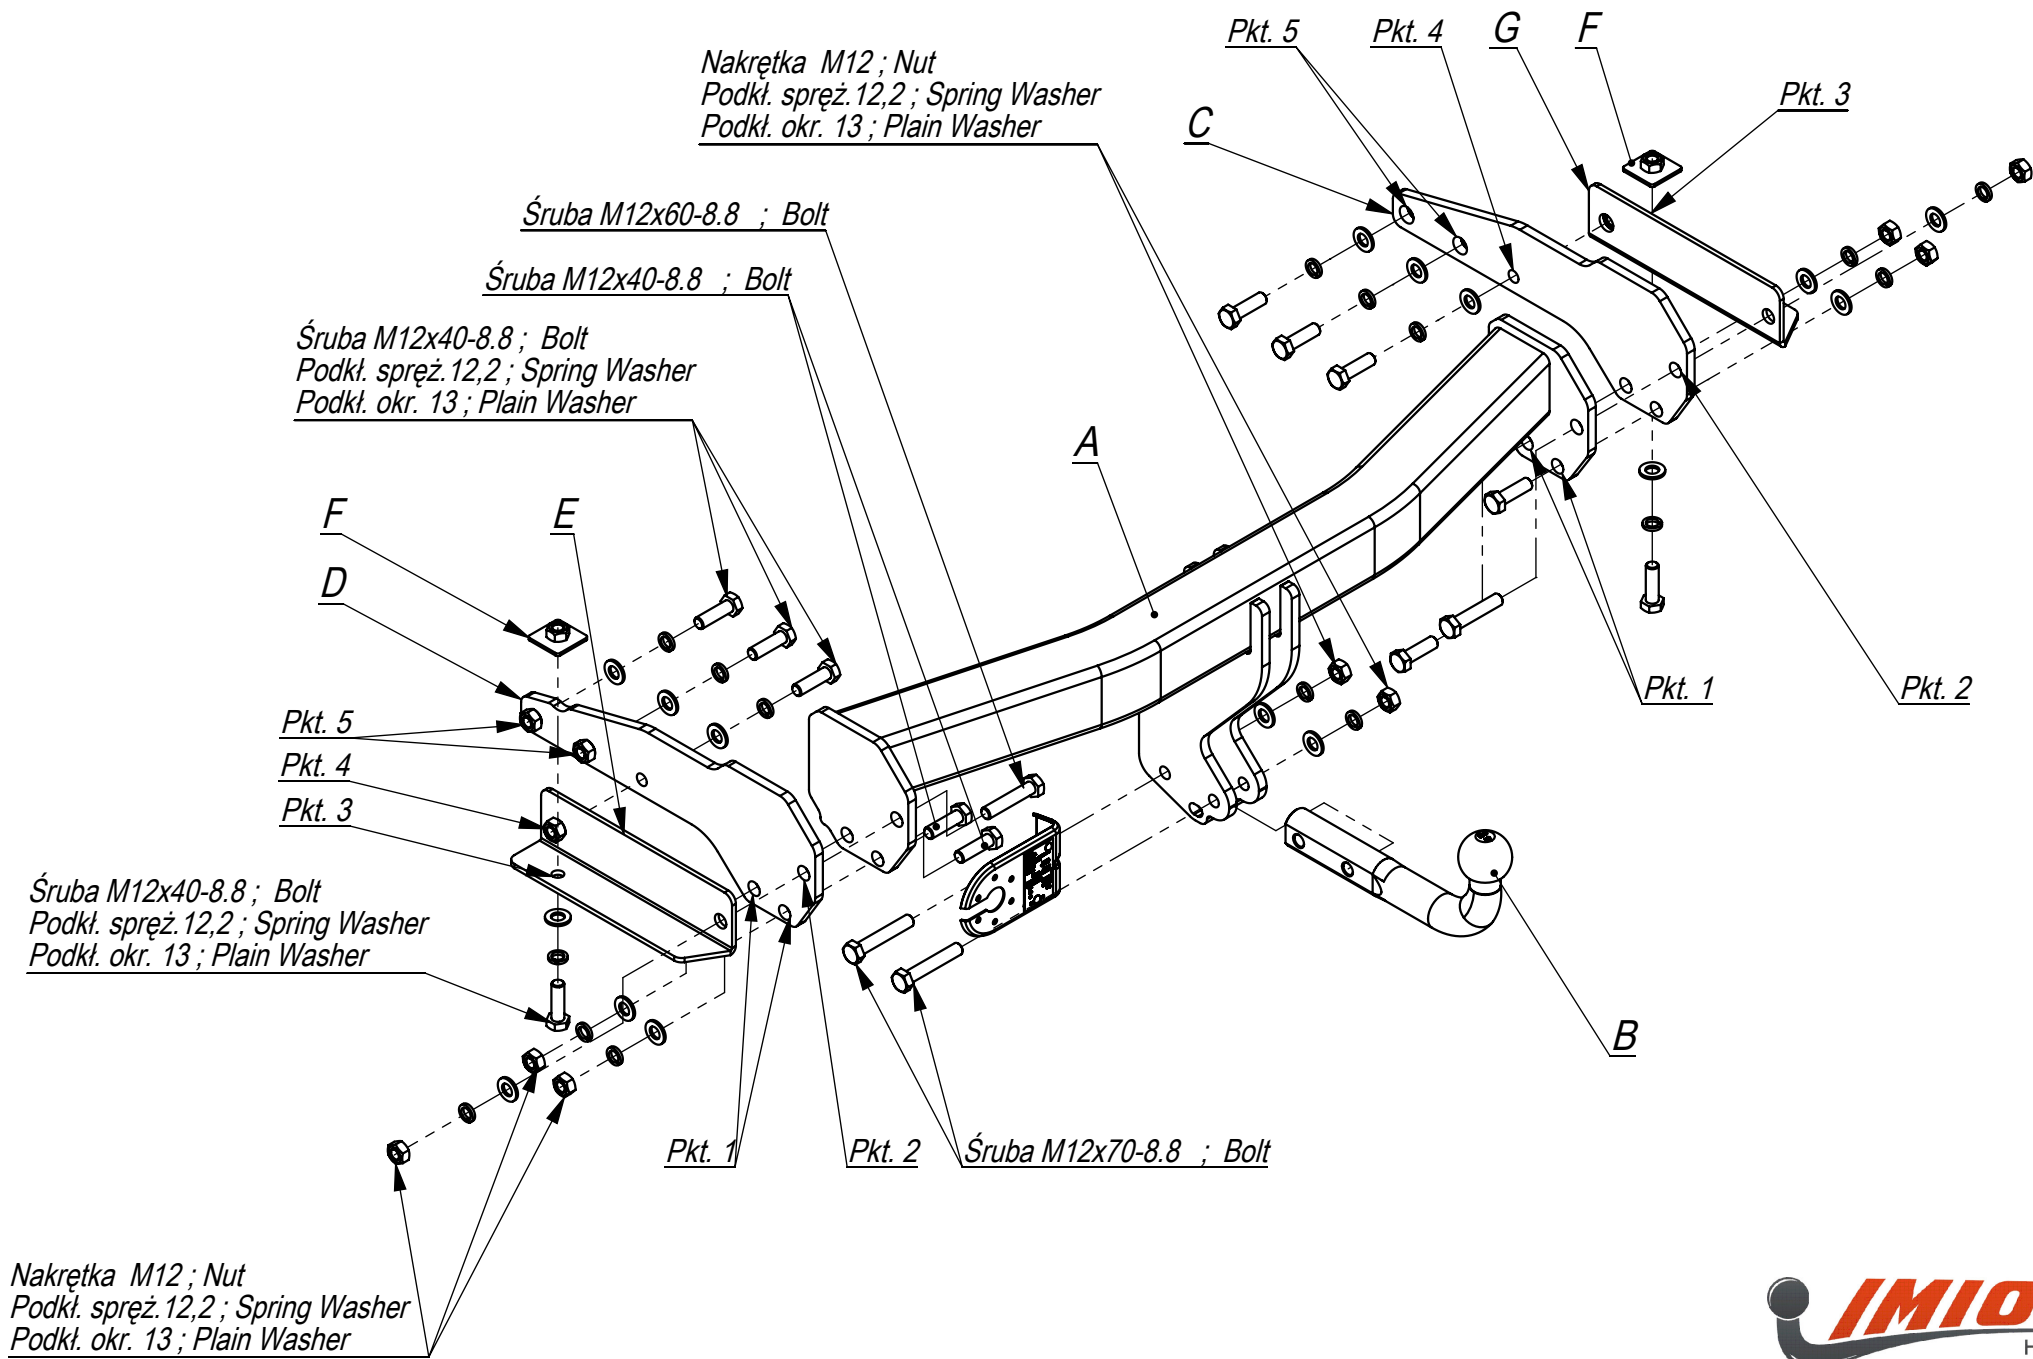 Pkt. 5
Pkt. 4
G
F
Nakrętka M12 ; Nut
Podkł. spręż.12,2 ; Spring Washer
Podkł. okr. 13 ; Plain Washer
Pkt. 3
C
Śruba M12x60-8.8 ; Bolt
Śruba M12x40-8.8 ; Bolt
Śruba M12x40-8.8 ; Bolt
Podkł. spręż.12,2 ; Spring Washer
Podkł. okr. 13 ; Plain Washer
A
F
E
D
Pkt. 1
Pkt. 2
Pkt. 5
Pkt. 4
Pkt. 3
Śruba M12x40-8.8 ; Bolt
Podkł. spręż.12,2 ; Spring Washer
Podkł. okr. 13 ; Plain Washer
B
Pkt. 1
Pkt. 2
Śruba M12x70-8.8 ; Bolt
Nakrętka M12 ; Nut
Podkł. spręż.12,2 ; Spring Washer
Podkł. okr. 13 ; Plain Washer
IMIO
H